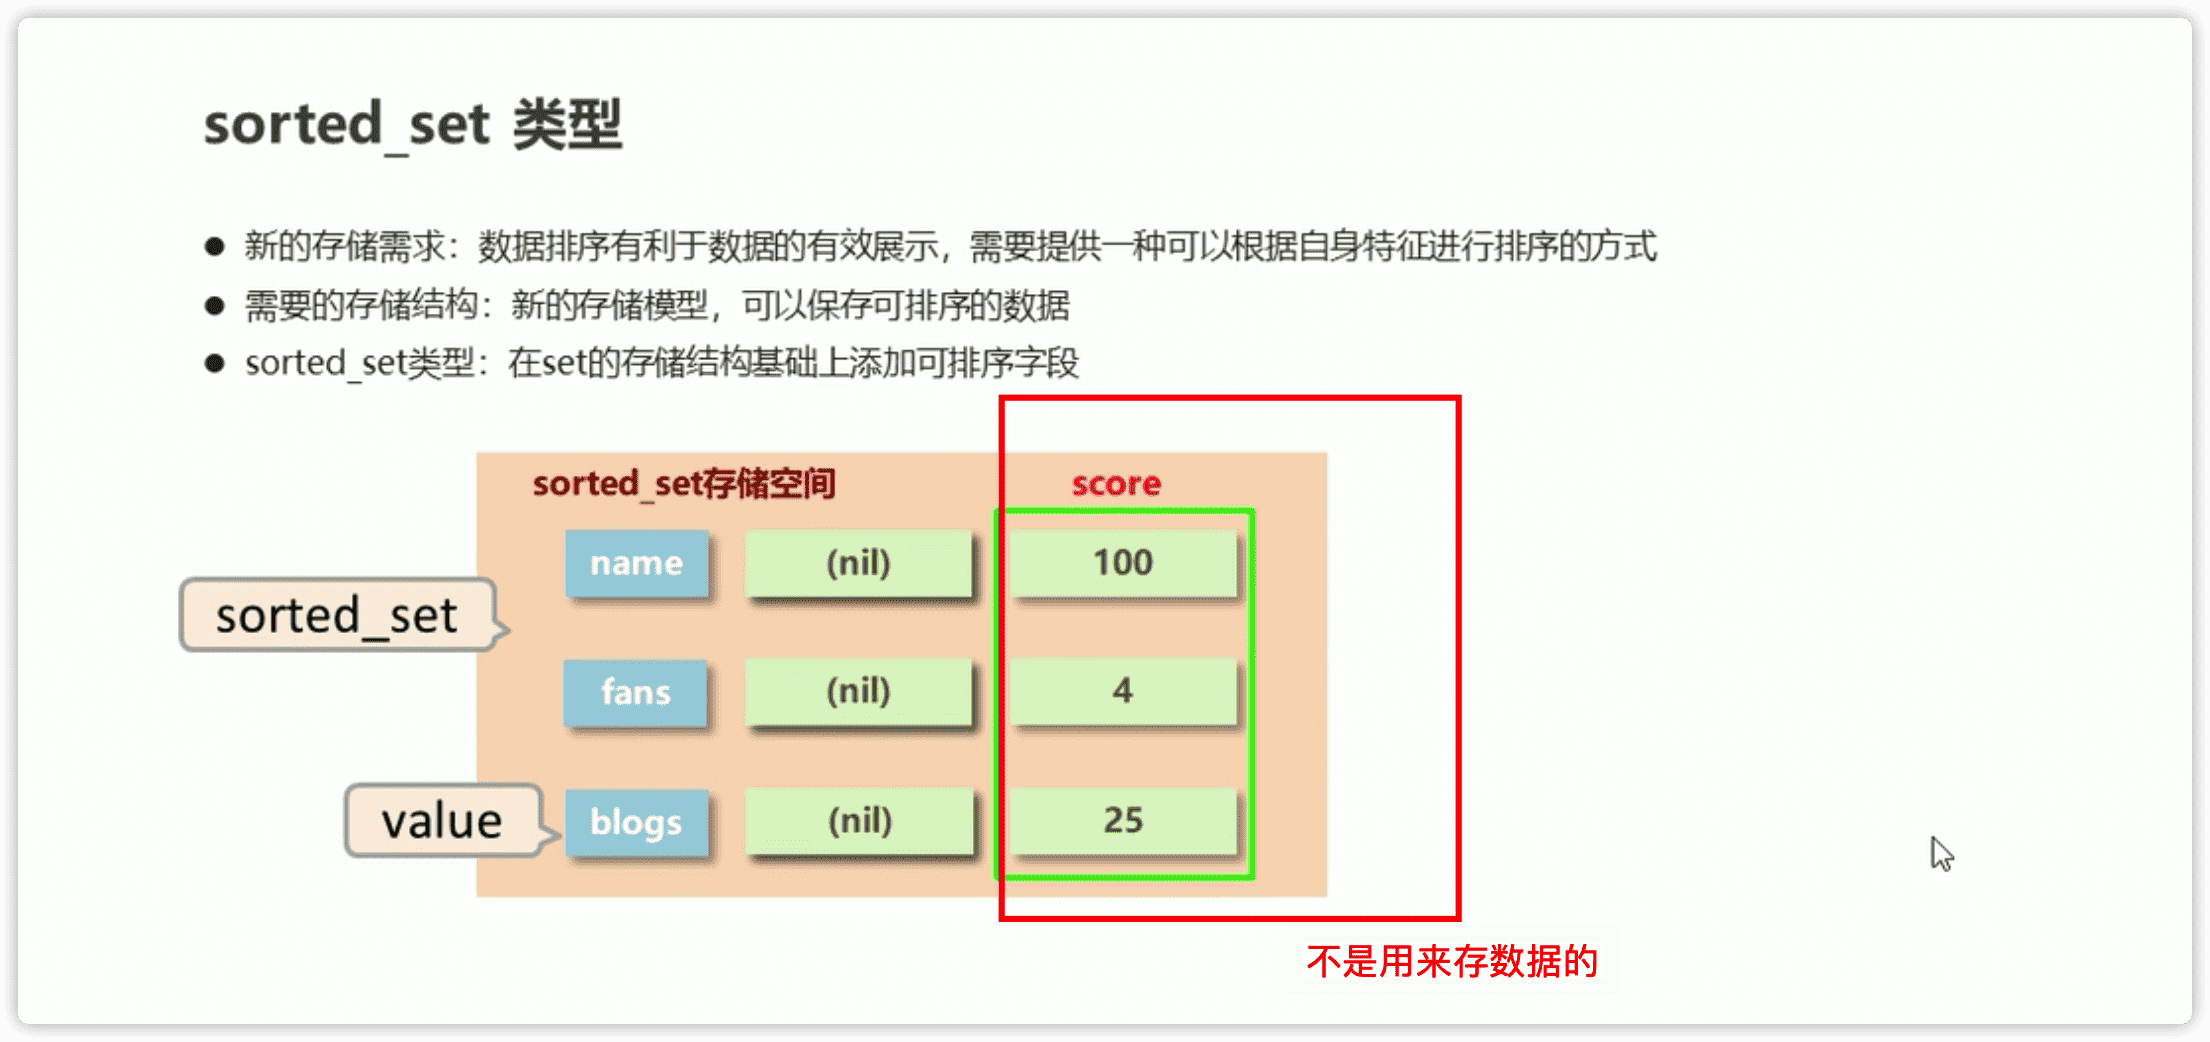 sorted_set 类型
● 新的存储需求：数据排序有利于数据的有效展示，需要提供一种可以根据自身特征进行排序的方式
● 需要的存储结构：新的存储模型，可以保存可排序的数据
● sorted_set类型：在set的存储结构基础上添加可排序字段
sorted_set存储空间 score
name (nil) 100
sorted_set
fans (nil) 4
value blogs (nil) 25
不是用来存数据的